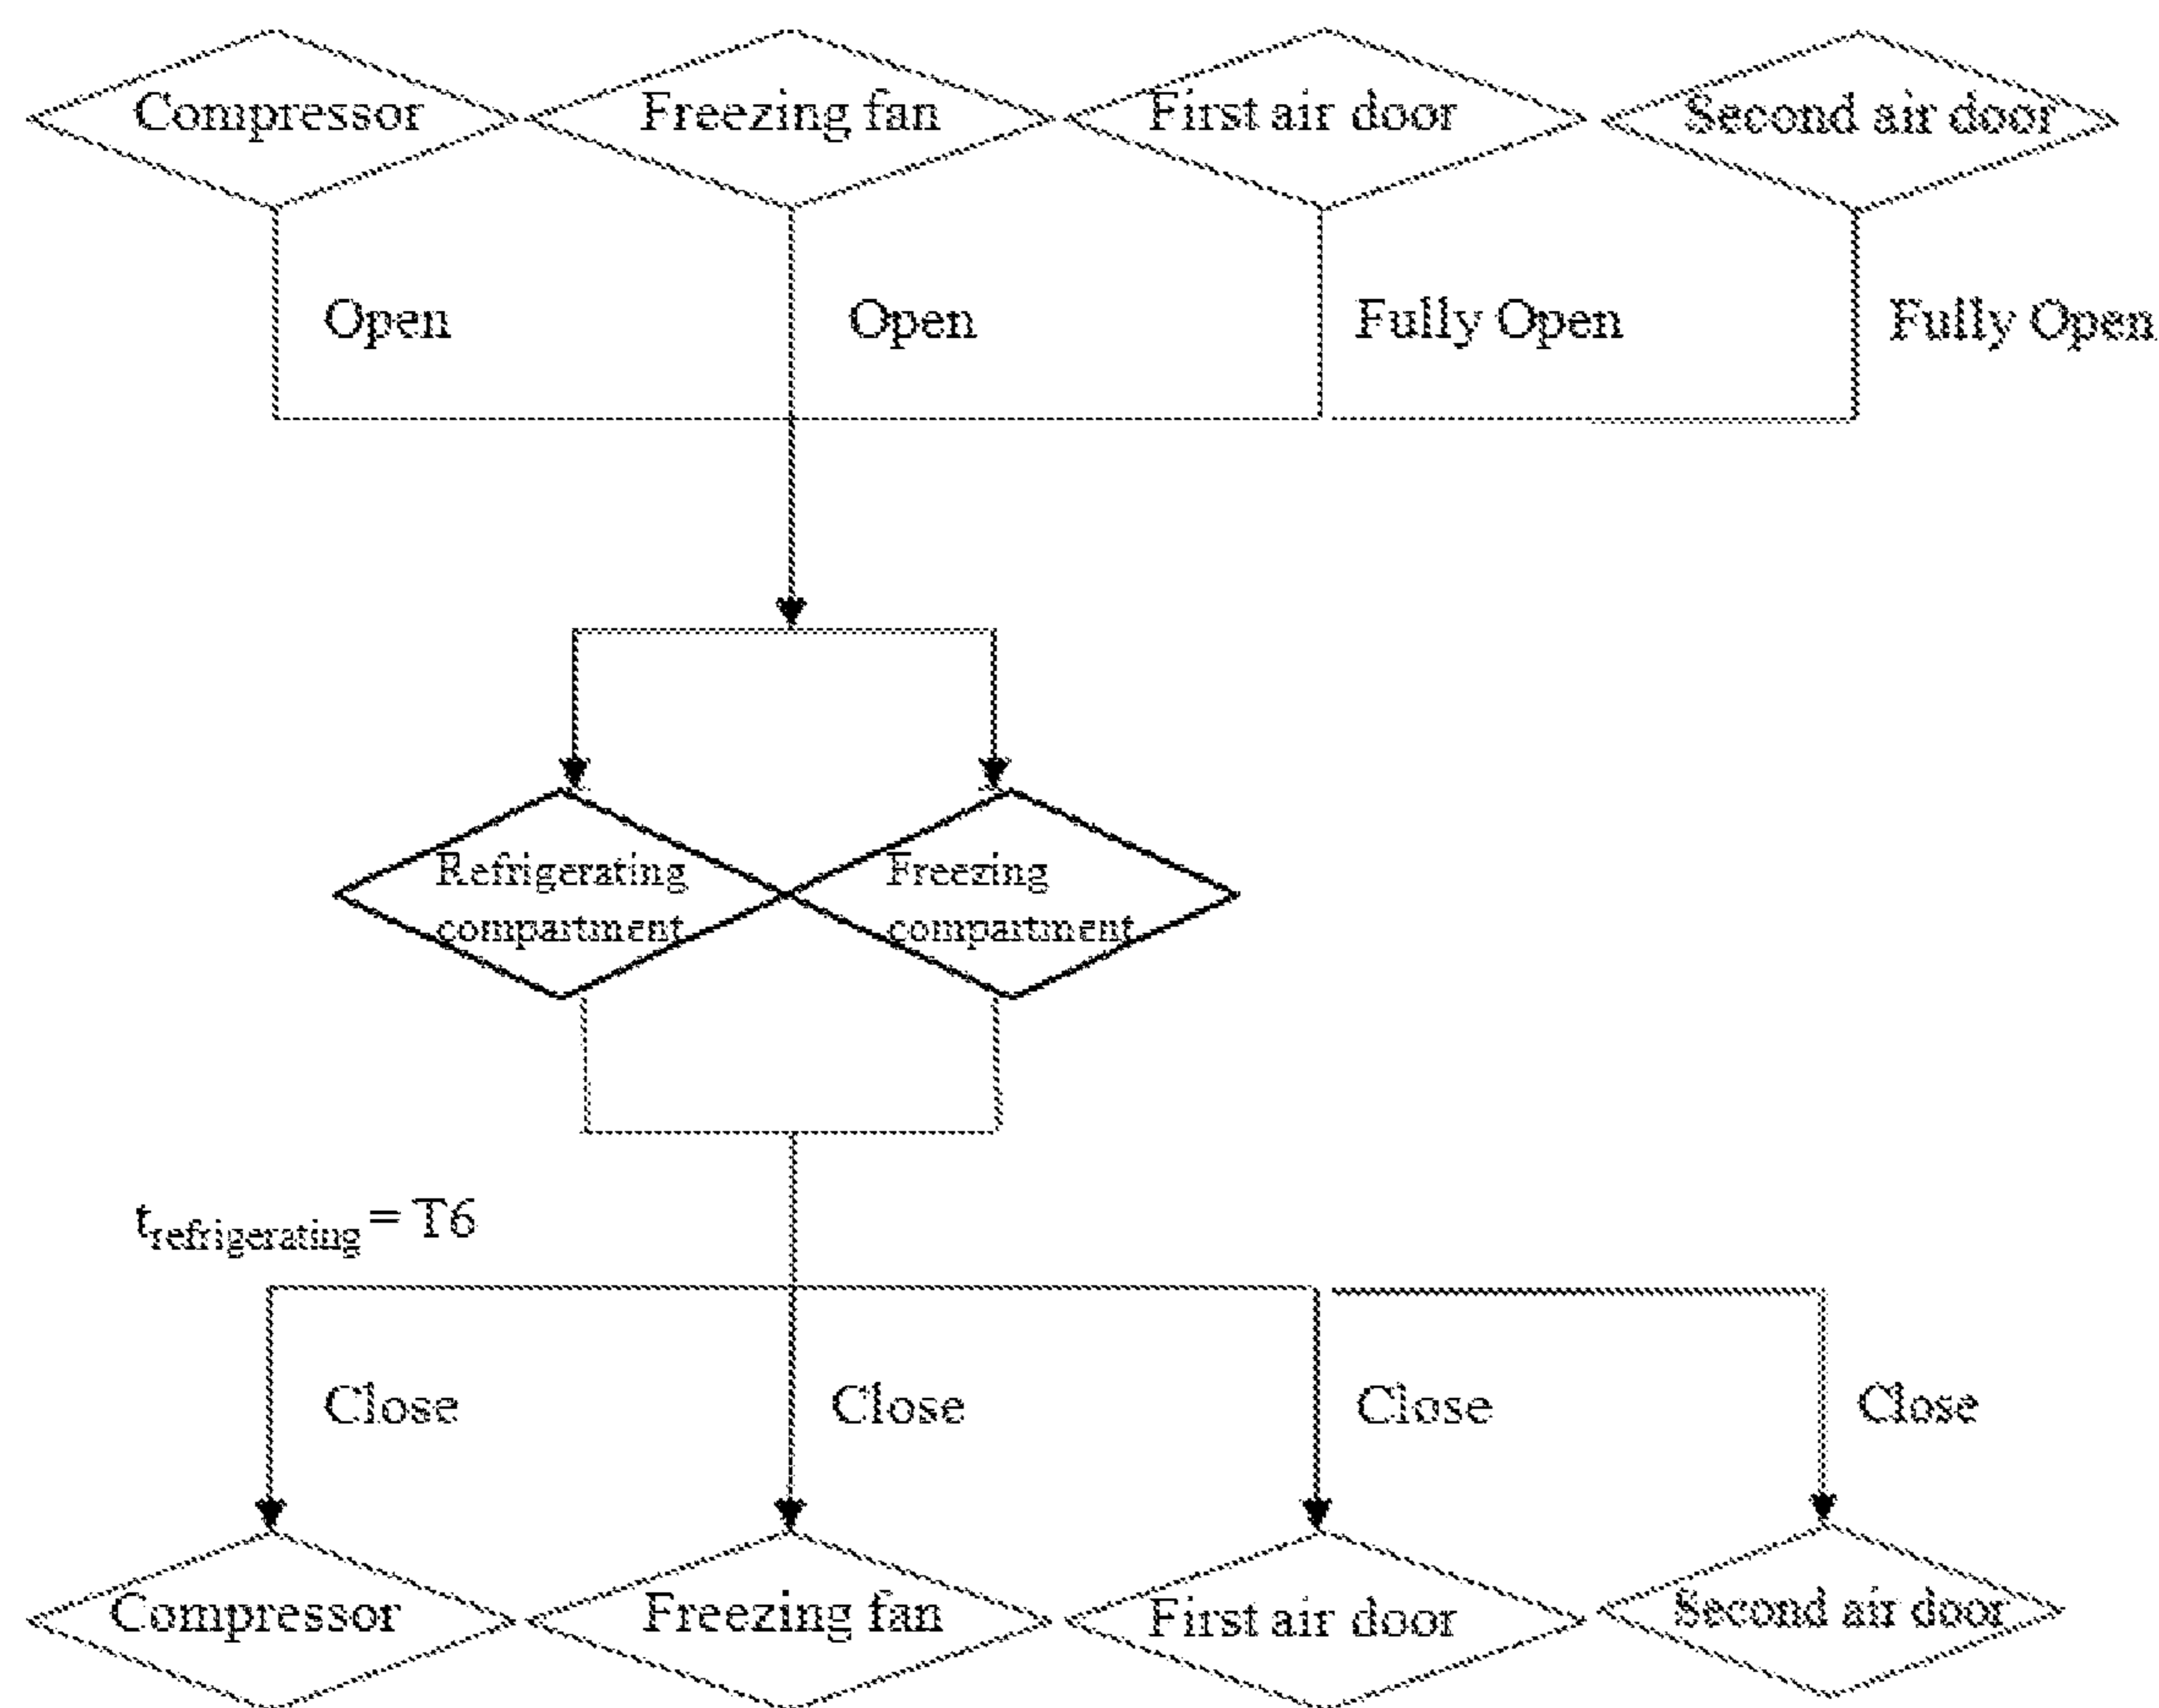 Compressor Freezing fan First air door Second air door
Open Open Fully Open Fully Open
Refrigerating Freezing
compartment compartment
t_refrigerating = T6
Close Close Close Close
Compressor Freezing fan First air door Second air door